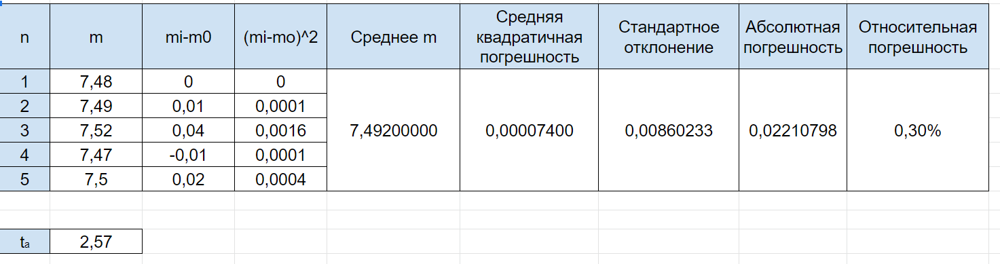 n m mi-m0 (mi-mo)^2 Среднее m Средняя квадратичная погрешность Стандартное отклонение Абсолютная погрешность Относительная погрешность
1 7,48 0 0
2 7,49 0,01 0,0001
3 7,52 0,04 0,0016 7,49200000 0,00007400 0,00860233 0,02210798 0,30%
4 7,47 -0,01 0,0001
5 7,5 0,02 0,0004
ta 2,57